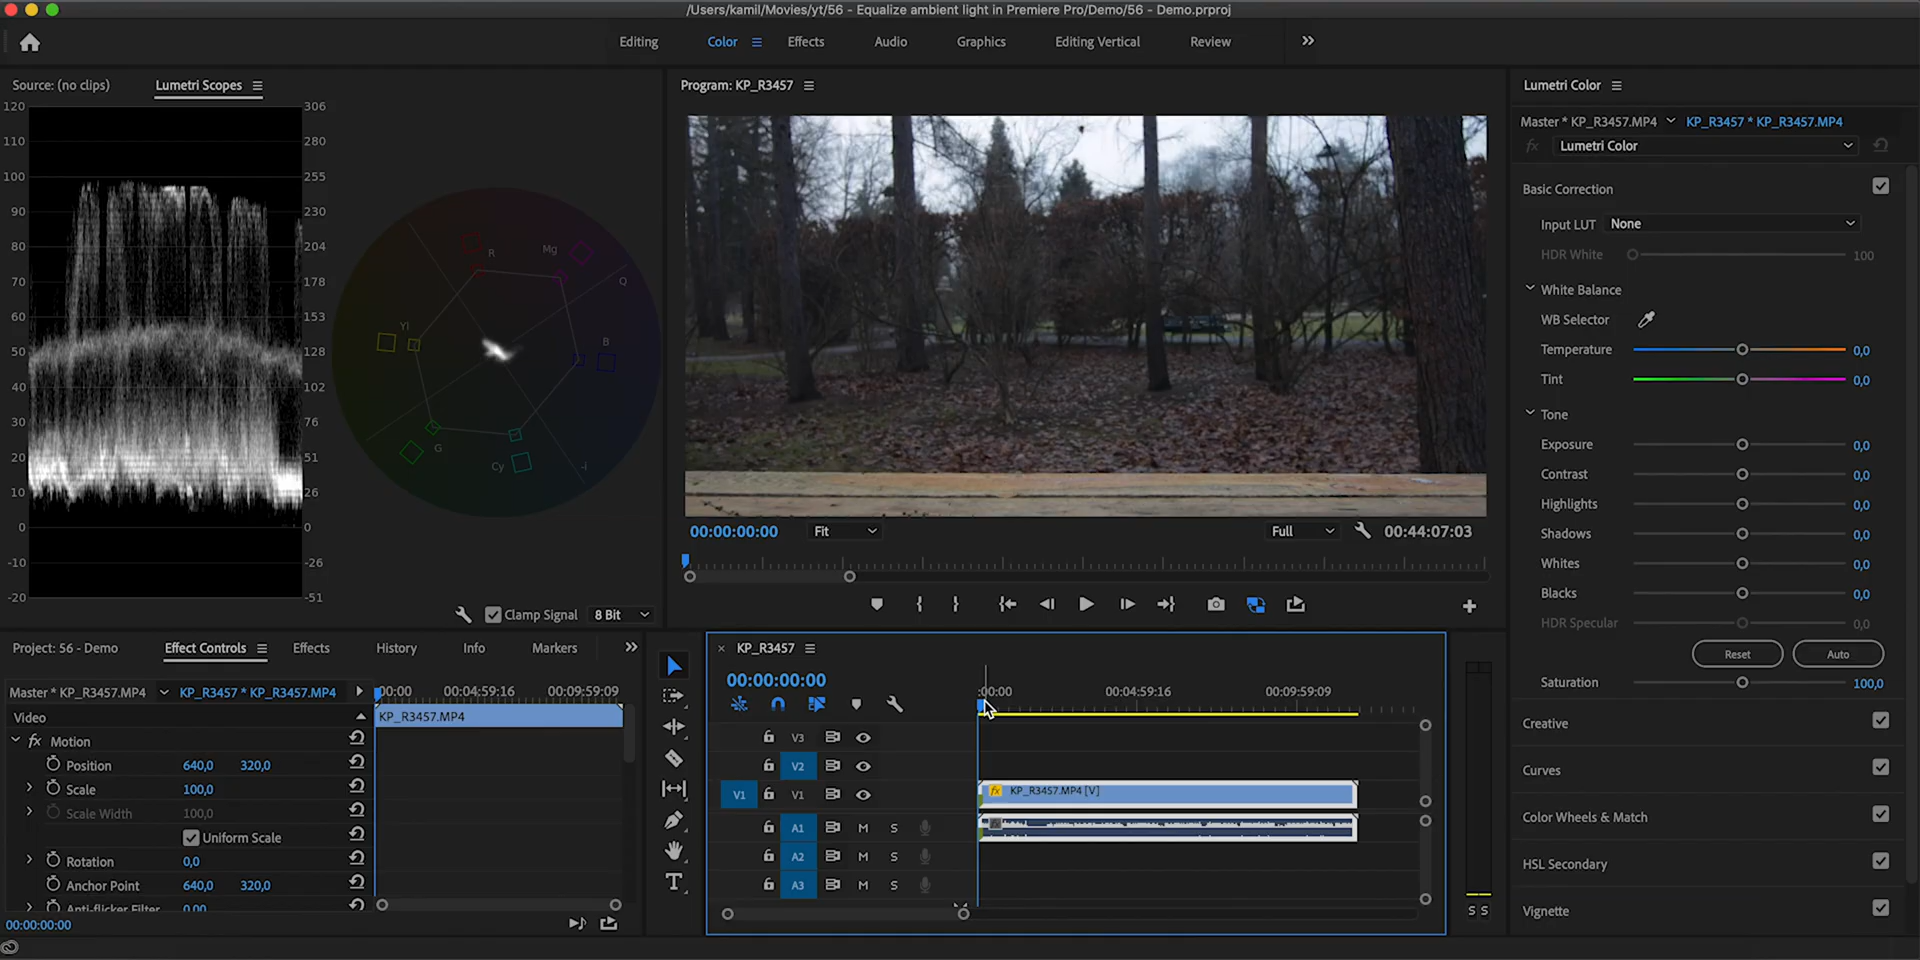 /Users/kamil/Movies/yt/56 - Equalize ambient light in Premiere Pro/Demo/56 - Demo.prproj
Editing Color Effects Audio Graphics Editing Vertical Review
Source: (no clips) Lumetri Scopes
120 306
110 280
100 255
90 230
80 204
70 178
60 153
50 128
40 102
30 76
20 51
10 26
0 0
-10 -26
-20 -51
R Mg Q
Yl B
G Cy -i
Clamp Signal 8 Bit
Program: KP_R3457
00:00:00:00 Fit Full 00:44:07:03
Lumetri Color
Master * KP_R3457.MP4 KP_R3457 * KP_R3457.MP4
fx Lumetri Color
Basic Correction
Input LUT None
HDR White 100
White Balance
WB Selector
Temperature 0,0
Tint 0,0
Tone
Exposure 0,0
Contrast 0,0
Highlights 0,0
Shadows 0,0
Whites 0,0
Blacks 0,0
HDR Specular 0,0
Reset Auto
Saturation 100,0
Creative
Curves
Color Wheels & Match
HSL Secondary
Vignette
Project: 56 - Demo Effect Controls Effects History Info Markers
Master * KP_R3457.MP4 KP_R3457 * KP_R3457.MP4 :00:00 00:04:59:16 00:09:59:09
Video KP_R3457.MP4
fx Motion
Position 640,0 320,0
Scale 100,0
Scale Width 100,0
Uniform Scale
Rotation 0,0
Anchor Point 640,0 320,0
Anti-flicker Filter 0,00
00:00:00:00
KP_R3457
00:00:00:00
:00:00 00:04:59:16 00:09:59:09
V3
V2
V1 V1 fx KP_R3457.MP4 [V]
A1 M S
A2 M S
A3 M S
S S